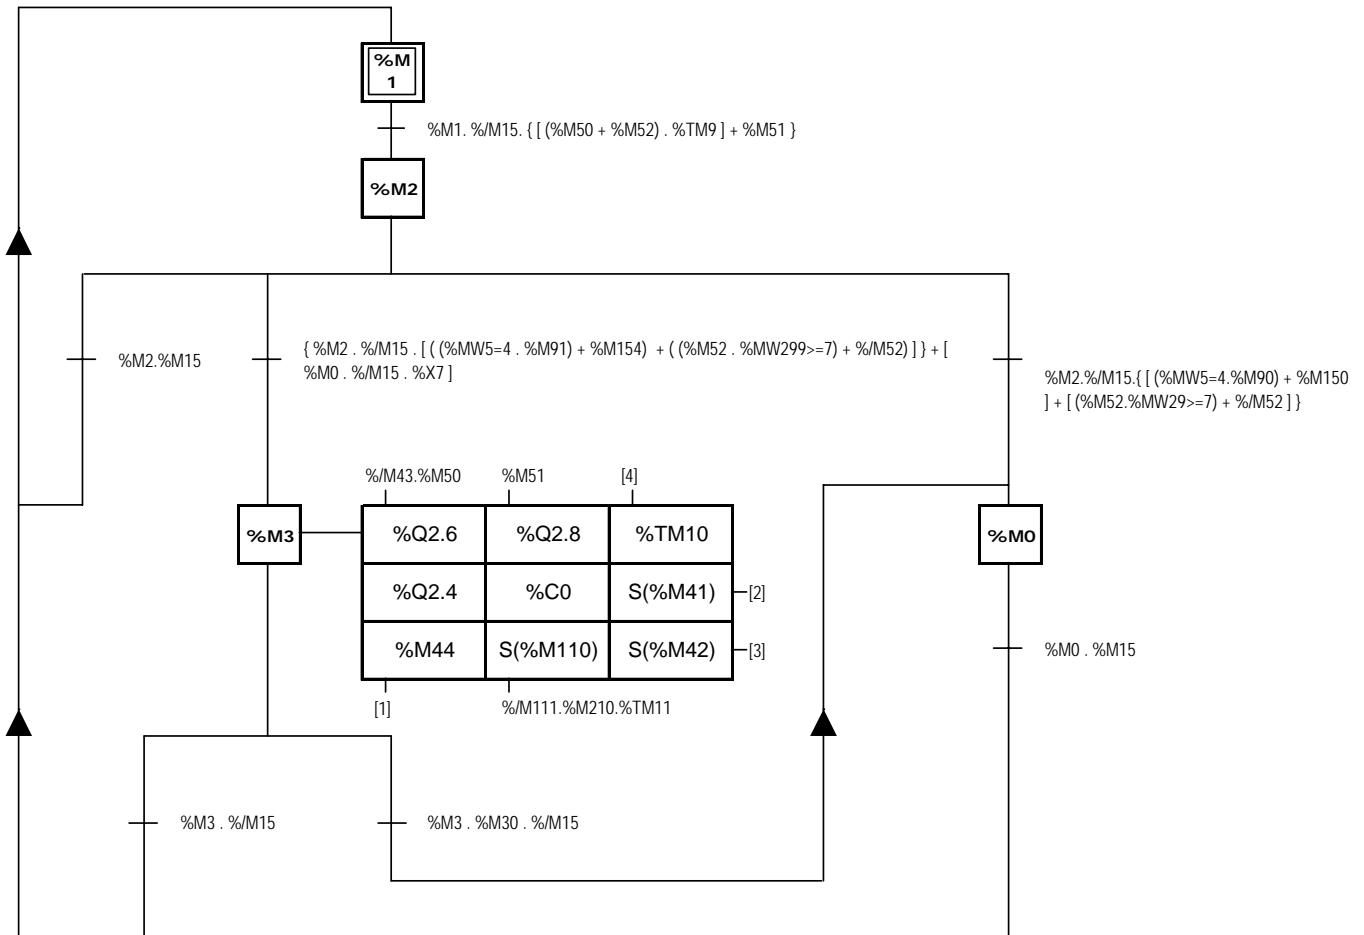 %M
1
%M1. %/M15. { [ (%M50 + %M52) . %TM9 ] + %M51 }
%M2
%M2.%M15
{ %M2 . %/M15 . [ ( (%MW5=4 . %M91) + %M154)  + ( (%M52 . %MW299>=7) + %/M52) ] } + [
%M0 . %/M15 . %X7 ]
%M2.%/M15.{ [ (%MW5=4.%M90) + %M150
] + [ (%M52.%MW29>=7) + %/M52 ] }
%/M43.%M50
%M51
[4]
%M3
%Q2.6
%Q2.8
%TM10
%M0
%Q2.4
%C0
S(%M41)
[2]
%M44
S(%M110)
S(%M42)
[3]
%M0 . %M15
[1]
%/M111.%M210.%TM11
%M3 . %/M15
%M3 . %M30 . %/M15